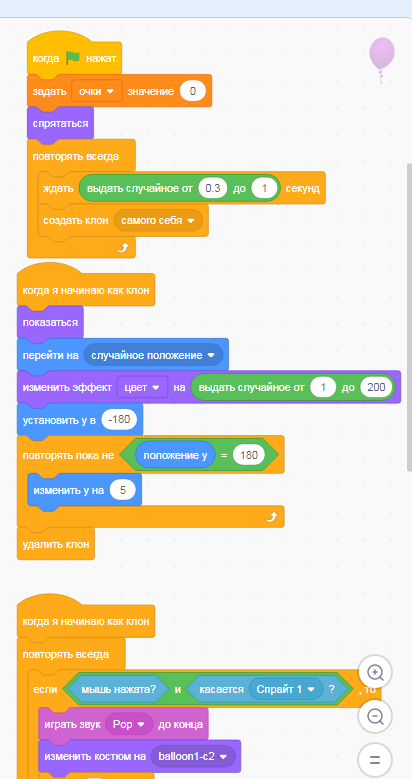 когда нажат
задать очки значение 0
спрятаться
повторять всегда
ждать выдать случайное от 0.3 до 1 секунд
создать клон самого себя
когда я начинаю как клон
показаться
перейти на случайное положение
изменить эффект цвет на выдать случайное от 1 до 200
установить y в -180
повторять пока не положение y = 180
изменить y на 5
удалить клон
когда я начинаю как клон
повторять всегда
если мышь нажата? и касается Спрайт 1 ? , то
играть звук Pop до конца
изменить костюм на balloon1-c2